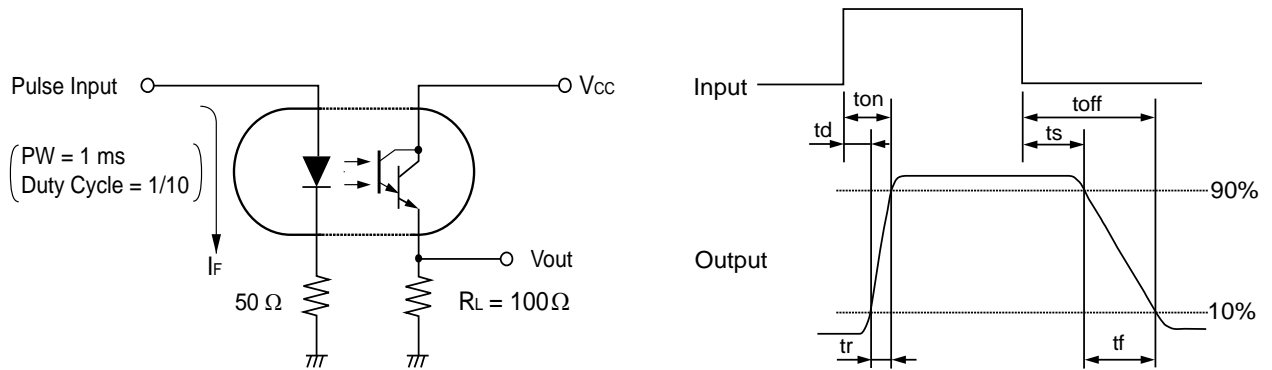 Pulse Input
VCC
PW = 1 ms
Duty Cycle = 1/10
IF
50 Ω
RL = 100Ω
Vout
Input
ton
toff
td
ts
90%
Output
10%
tr
tf